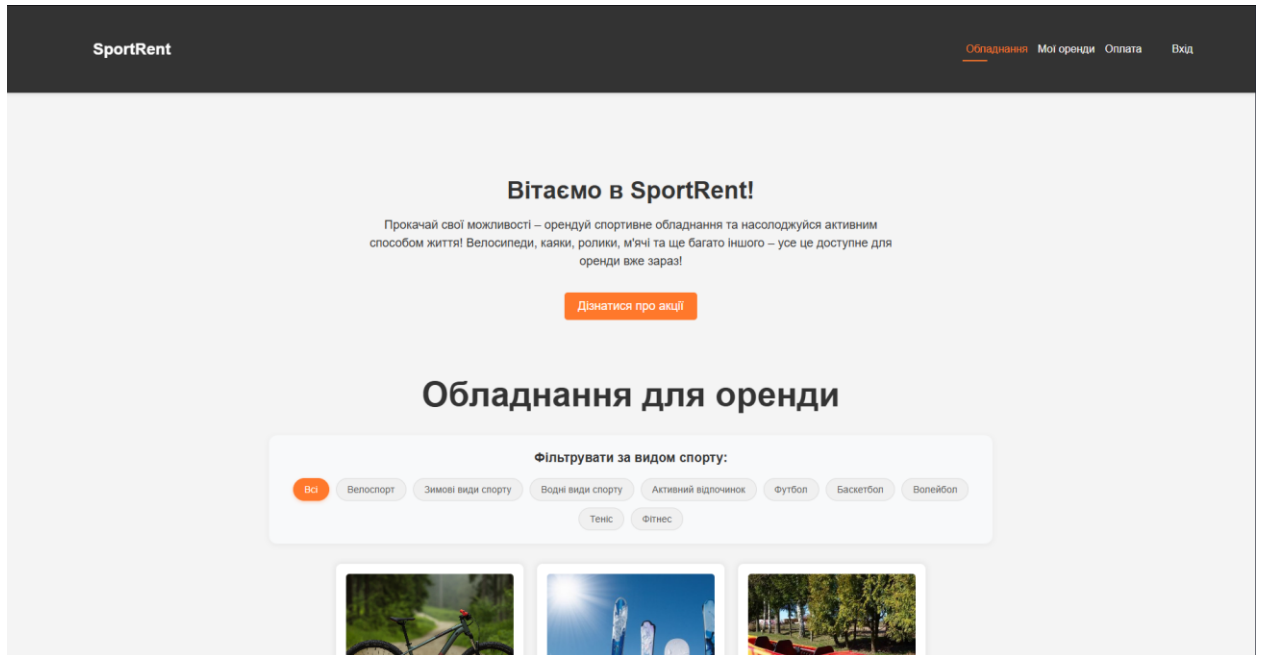 SportRent
Обладнання Мої оренди Оплата Вхід
Вітаємо в SportRent!
Прокачай свої можливості – орендуй спортивне обладнання та насолоджуйся активним
способом життя! Велосипеди, каяки, ролики, м'ячі та ще багато іншого – усе це доступне для
оренди вже зараз!
Дізнатися про акції
Обладнання для оренди
Фільтрувати за видом спорту:
Всі Велоспорт Зимові види спорту Водні види спорту Активний відпочинок Футбол Баскетбол Волейбол
Теніс Фітнес